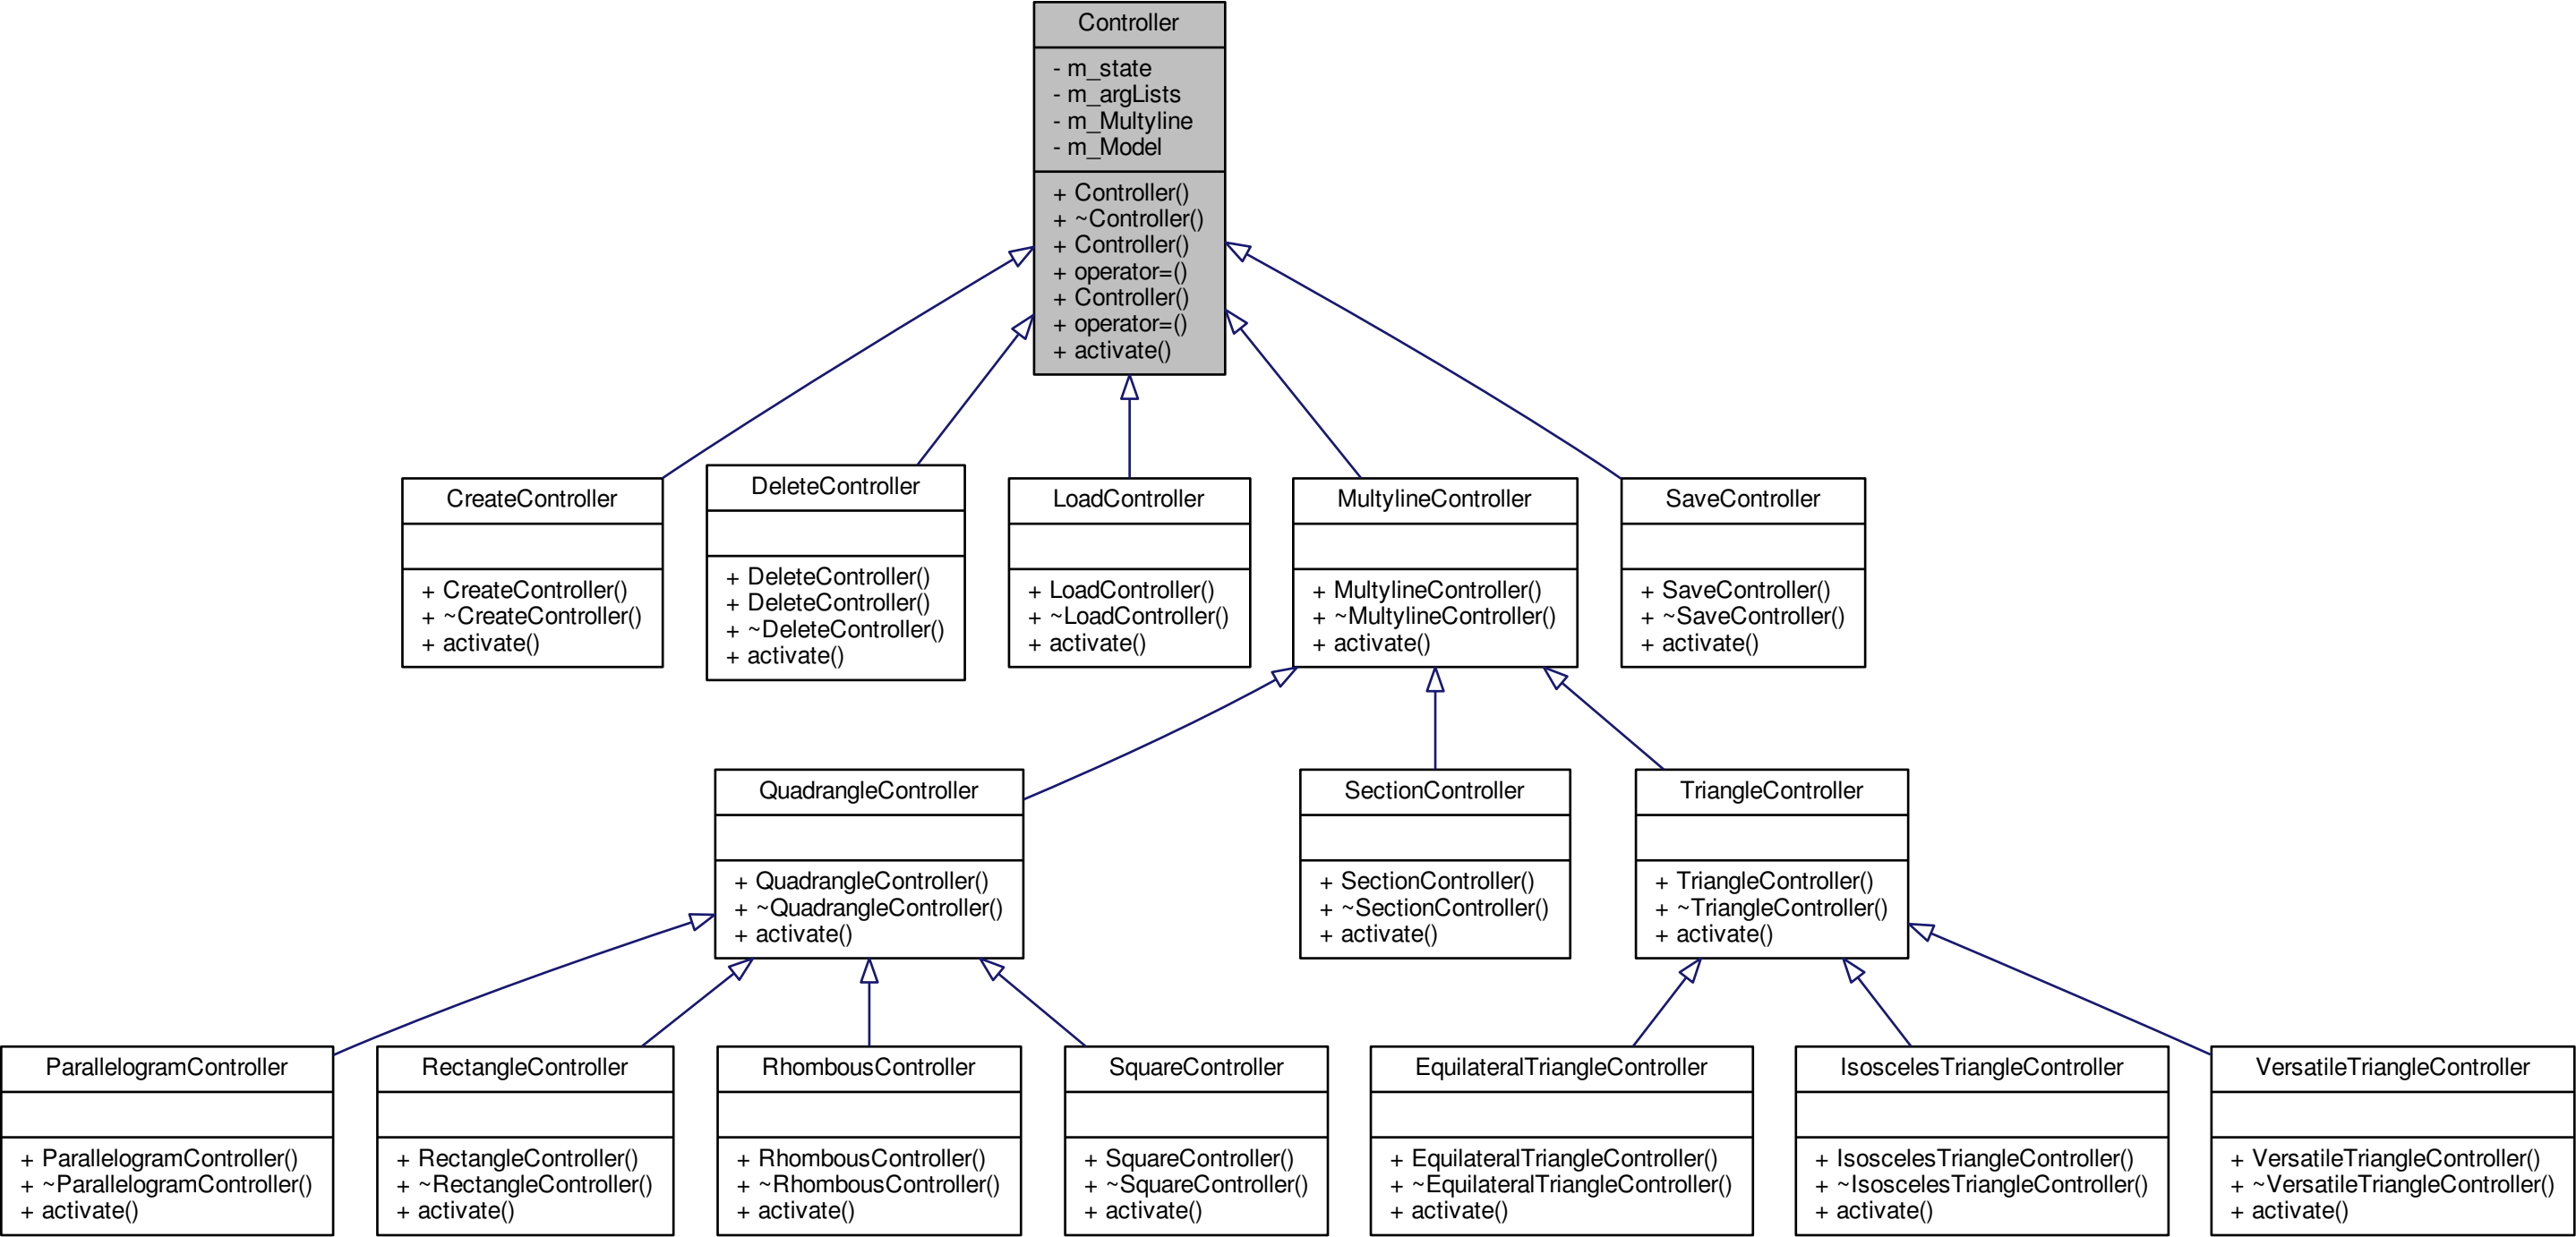 Controller
- m_state
- m_argLists
- m_Multyline
- m_Model
+ Controller()
+ ~Controller()
+ Controller()
+ operator=()
+ Controller()
+ operator=()
+ activate()
CreateController
+ CreateController()
+ ~CreateController()
+ activate()
DeleteController
+ DeleteController()
+ DeleteController()
+ ~DeleteController()
+ activate()
LoadController
+ LoadController()
+ ~LoadController()
+ activate()
MultylineController
+ MultylineController()
+ ~MultylineController()
+ activate()
SaveController
+ SaveController()
+ ~SaveController()
+ activate()
QuadrangleController
+ QuadrangleController()
+ ~QuadrangleController()
+ activate()
SectionController
+ SectionController()
+ ~SectionController()
+ activate()
TriangleController
+ TriangleController()
+ ~TriangleController()
+ activate()
ParallelogramController
+ ParallelogramController()
+ ~ParallelogramController()
+ activate()
RectangleController
+ RectangleController()
+ ~RectangleController()
+ activate()
RhombousController
+ RhombousController()
+ ~RhombousController()
+ activate()
SquareController
+ SquareController()
+ ~SquareController()
+ activate()
EquilateralTriangleController
+ EquilateralTriangleController()
+ ~EquilateralTriangleController()
+ activate()
IsoscelesTriangleController
+ IsoscelesTriangleController()
+ ~IsoscelesTriangleController()
+ activate()
VersatileTriangleController
+ VersatileTriangleController()
+ ~VersatileTriangleController()
+ activate()